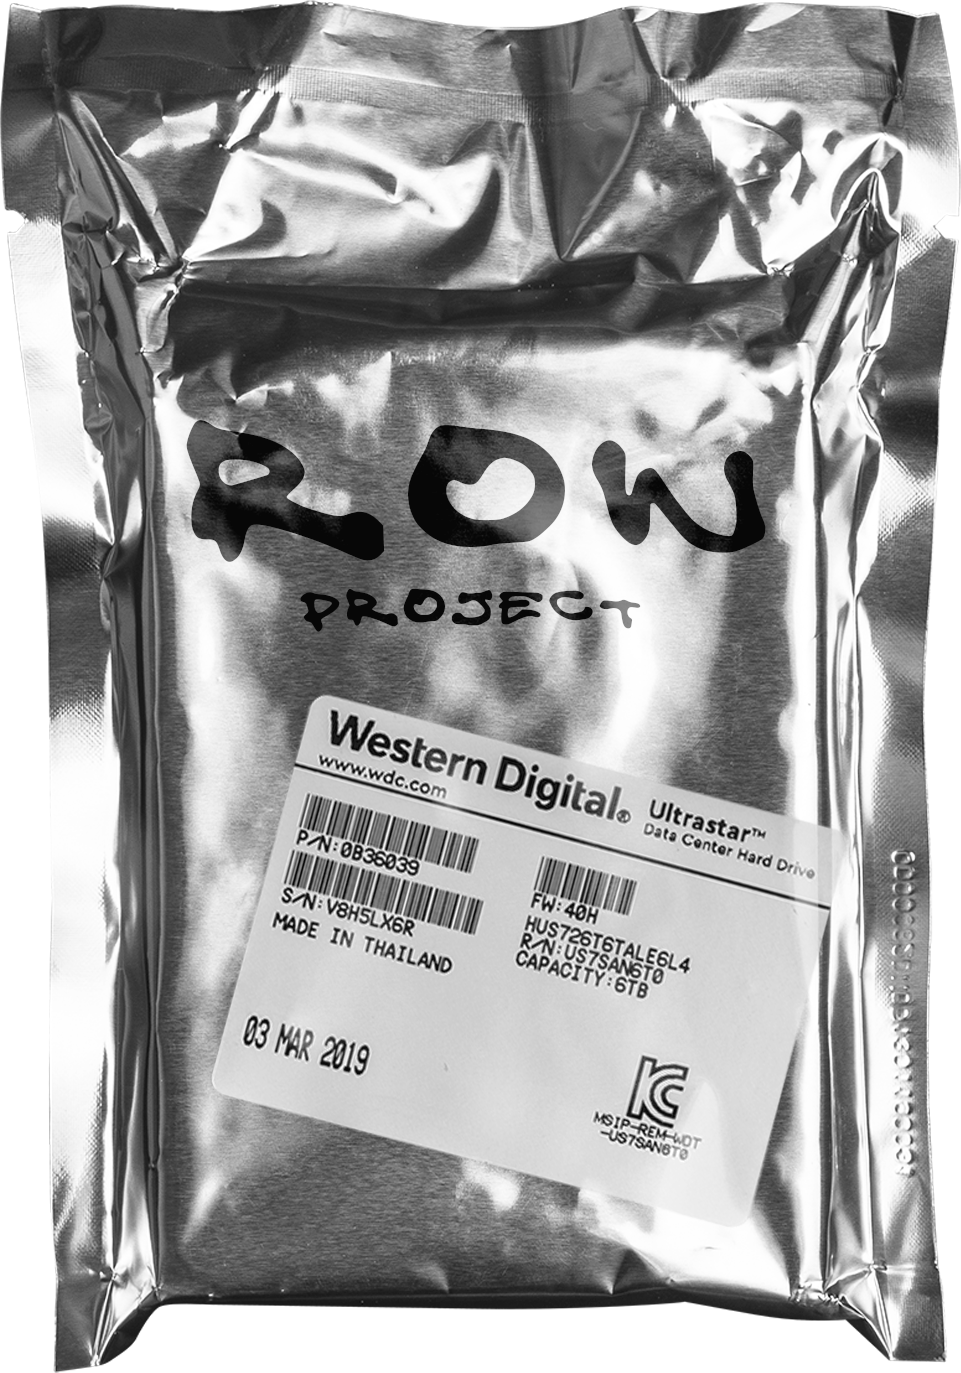 ROW
PROJECT
Western Digital®
www.wdc.com
Ultrastar™
Data Center Hard Drive
P/N:0B36039
S/N:V8H5LX6R
MADE IN THAILAND
FW:40H
HUS726T6TALE6L4
R/N:US7SAN6T0
CAPACITY:6TB
03 MAR 2019
KC
MSIP-REM-WDT
-US7SAN6T0